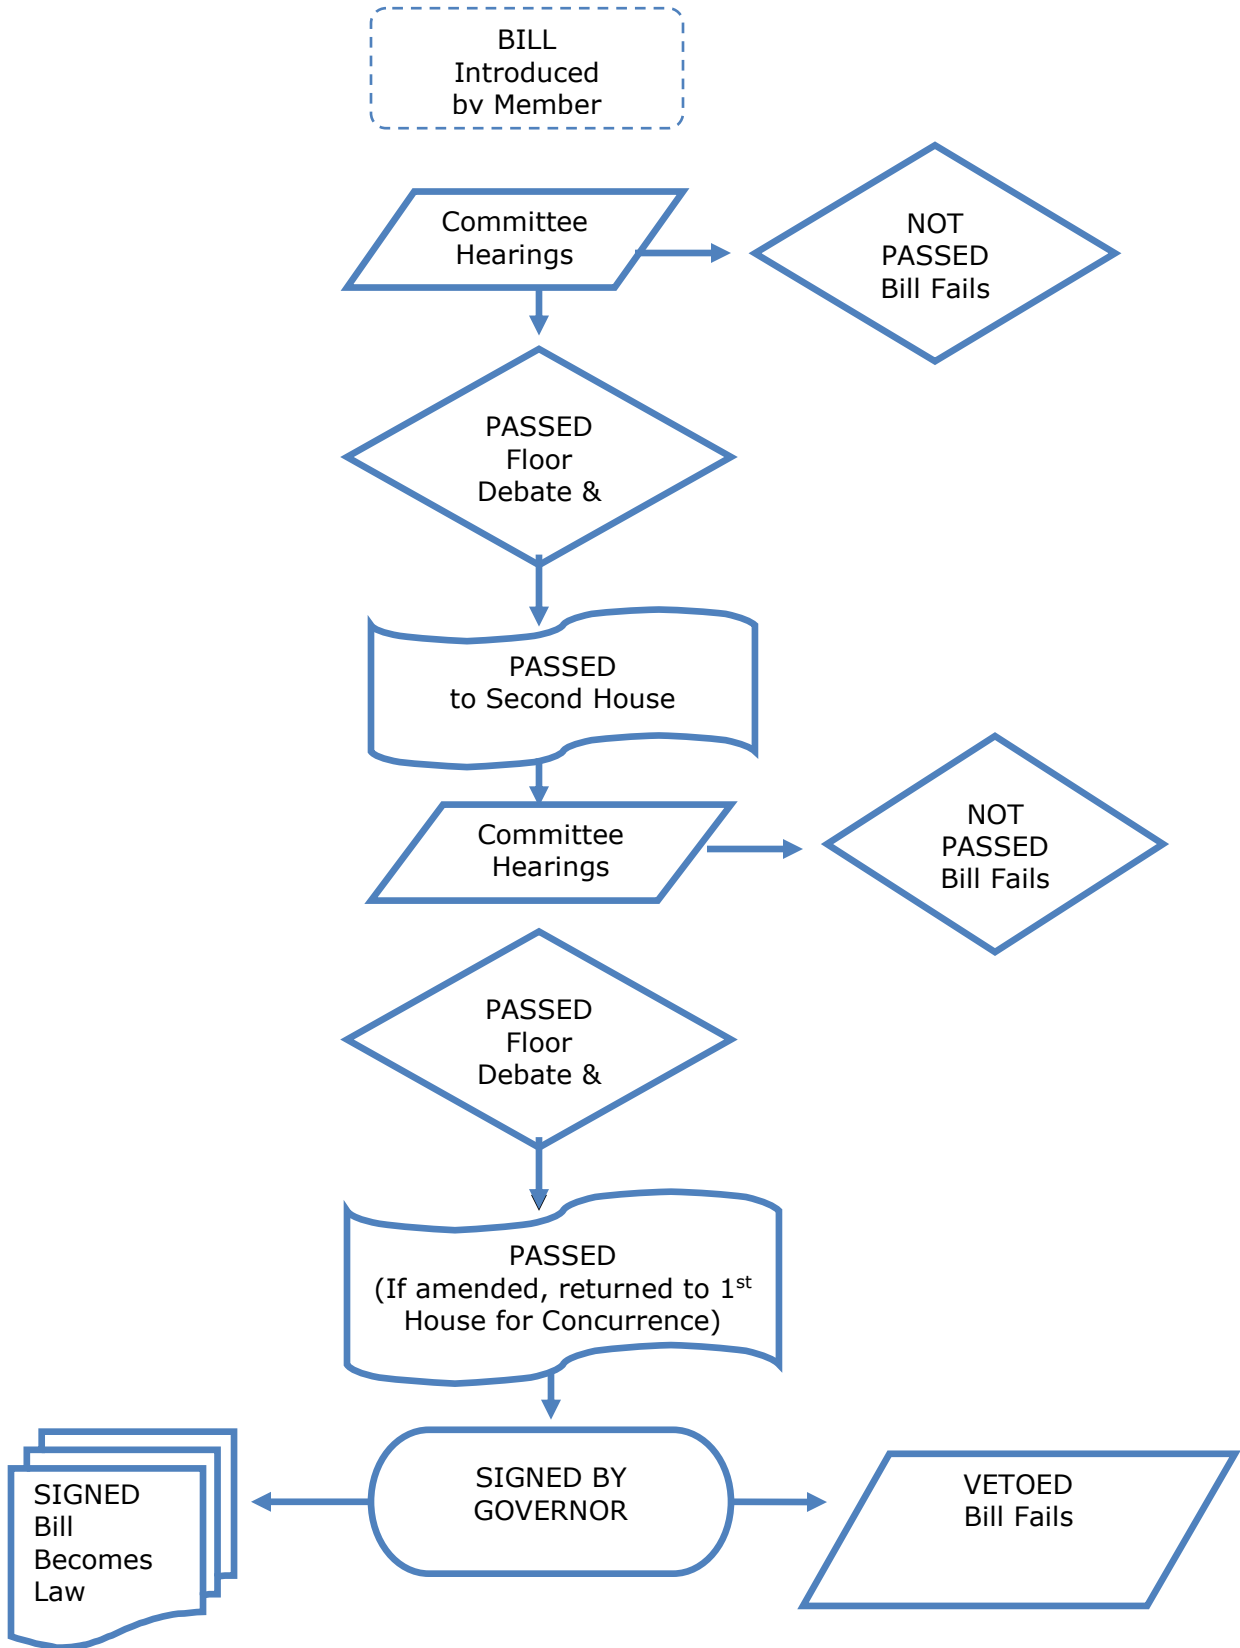 BILL
Introduced
by Member
Committee
Hearings
NOT
PASSED
Bill Fails
PASSED
Floor
Debate &
PASSED
to Second House
Committee
Hearings
NOT
PASSED
Bill Fails
PASSED
Floor
Debate &
PASSED
(If amended, returned to 1st
House for Concurrence)
SIGNED BY
GOVERNOR
SIGNED
Bill
Becomes
Law
VETOED
Bill Fails